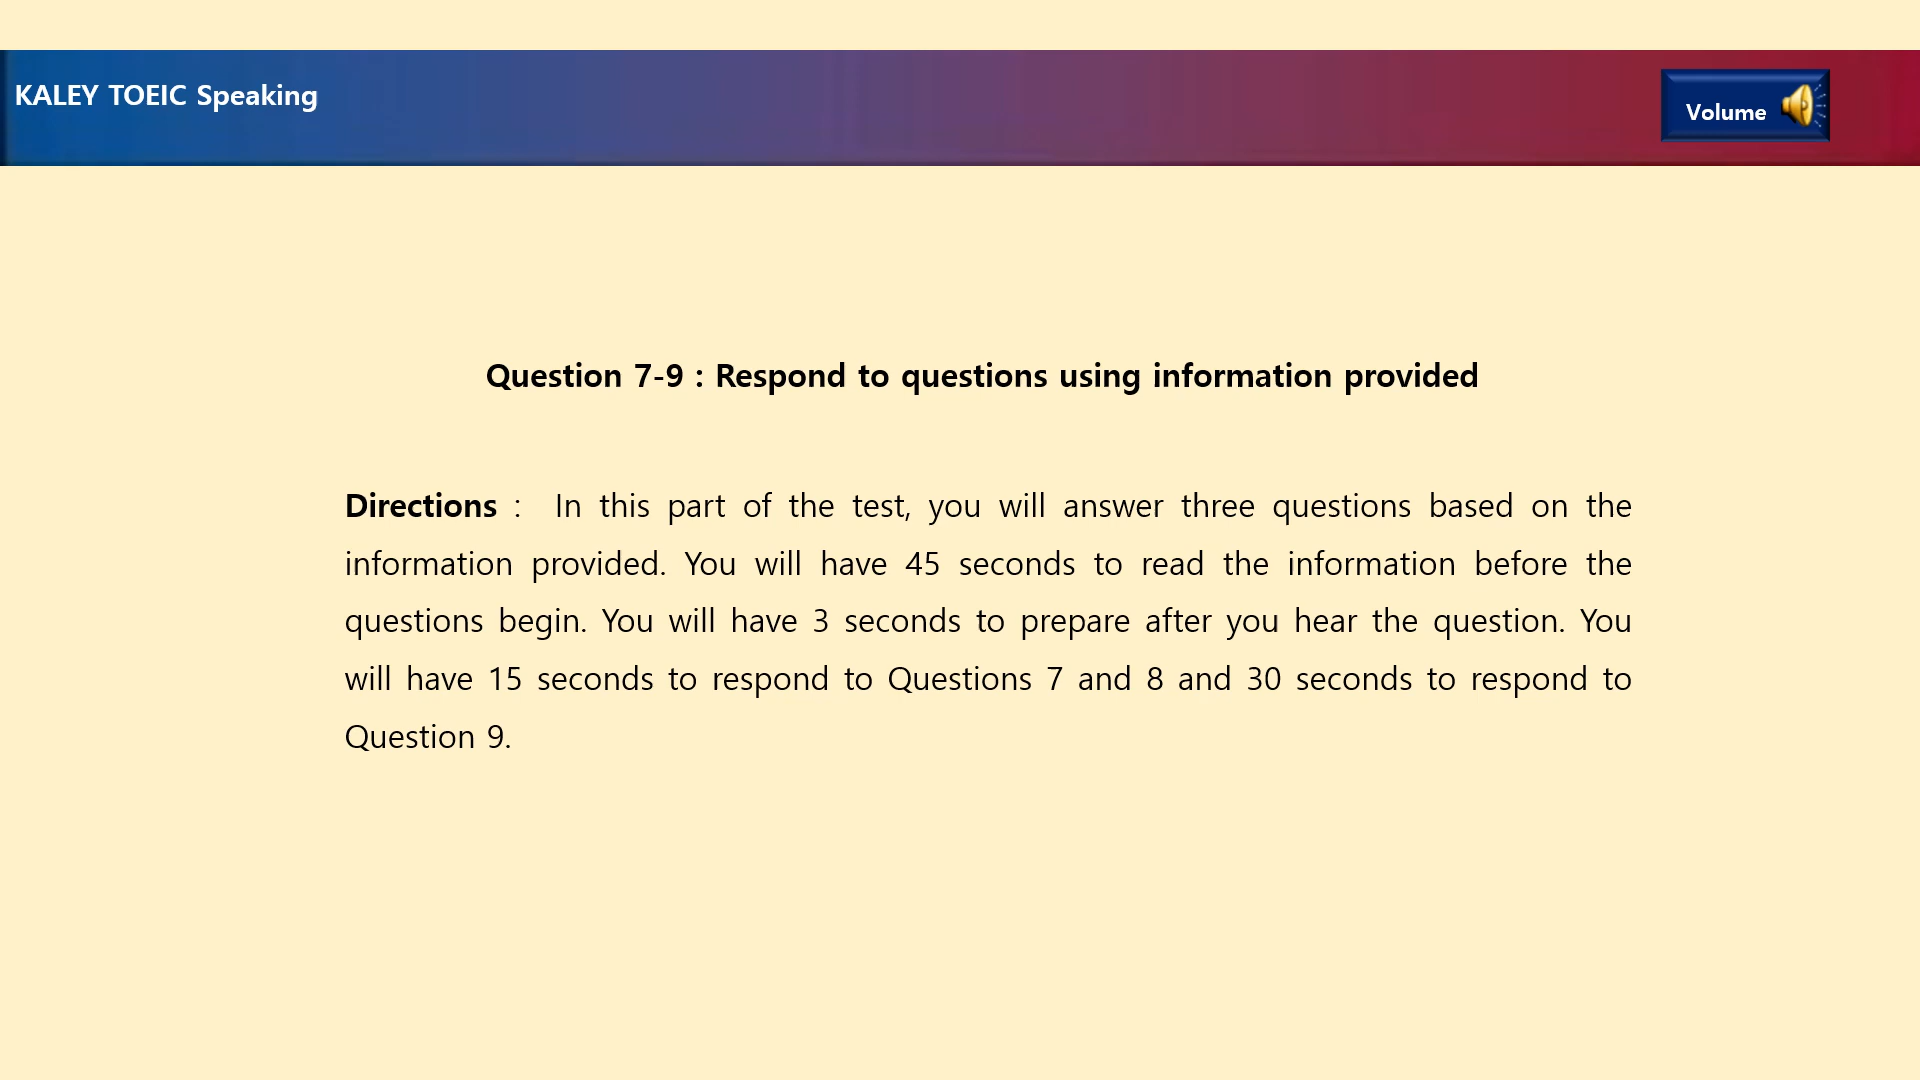 KALEY TOEIC Speaking
Volume
Question 7-9 : Respond to questions using information provided
Directions : In this part of the test, you will answer three questions based on the
information provided. You will have 45 seconds to read the information before the
questions begin. You will have 3 seconds to prepare after you hear the question. You
will have 15 seconds to respond to Questions 7 and 8 and 30 seconds to respond to
Question 9.